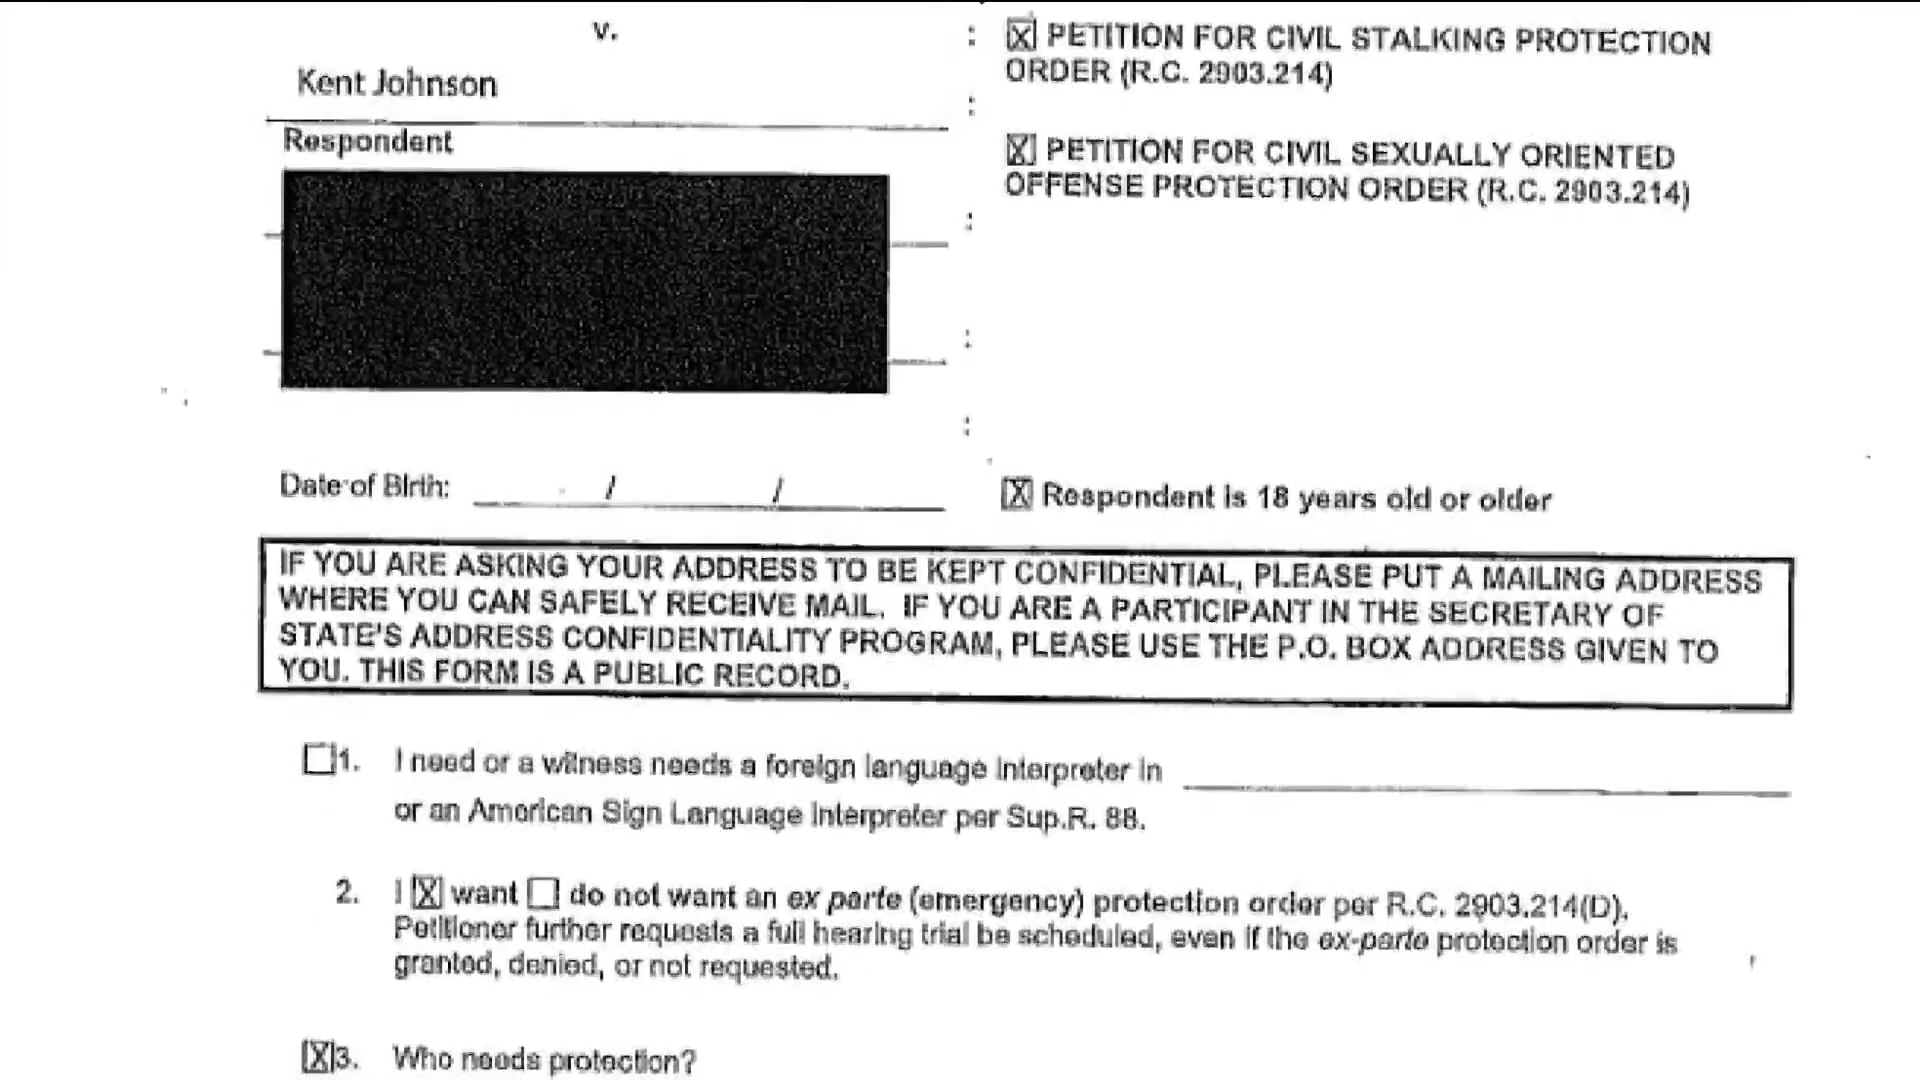 v.
Kent Johnson
Respondent
: [X] PETITION FOR CIVIL STALKING PROTECTION
ORDER (R.C. 2903.214)
:
[X] PETITION FOR CIVIL SEXUALLY ORIENTED
OFFENSE PROTECTION ORDER (R.C. 2903.214)
:
:
:
Date of Birth: / /
[X] Respondent is 18 years old or older
IF YOU ARE ASKING YOUR ADDRESS TO BE KEPT CONFIDENTIAL, PLEASE PUT A MAILING ADDRESS
WHERE YOU CAN SAFELY RECEIVE MAIL. IF YOU ARE A PARTICIPANT IN THE SECRETARY OF
STATE'S ADDRESS CONFIDENTIALITY PROGRAM, PLEASE USE THE P.O. BOX ADDRESS GIVEN TO
YOU. THIS FORM IS A PUBLIC RECORD.
1. I need or a witness needs a foreign language interpreter in
or an American Sign Language interpreter per Sup.R. 88.
2. I [X] want do not want an ex parte (emergency) protection order per R.C. 2903.214(D).
Petitioner further requests a full hearing trial be scheduled, even if the ex-parte protection order is
granted, denied, or not requested.
[X]3. Who needs protection?